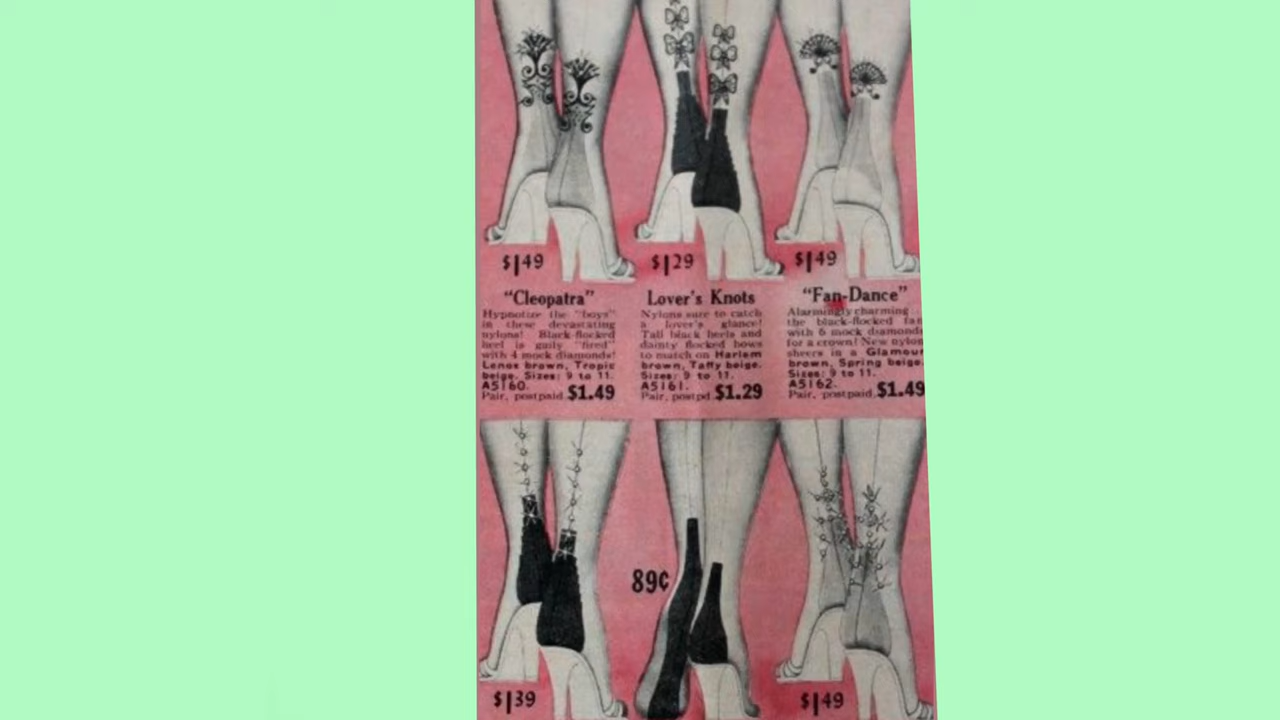 $1 49
$1 29
$1 49
"Cleopatra"
Hypnotize the "boys"
in these devastating
nylons! Black-flocked
heel is gaily "fired"
with 4 mock diamonds!
Lenox brown, Tropic
beige. Sizes: 9 to 11.
A5160.
Pair, postpaid $1.49
Lover's Knots
Nylons sure to catch
a lover's glance!
Tall black heels and
dainty flocked bows
to match on Harlem
brown, Taffy beige.
Sizes: 9 to 11.
A5161.
Pair, postpd. $1.29
"Fan-Dance"
Alarmingly charming
the black-flocked fan
with 6 mock diamonds
for a crown! New nylon
sheers in a Glamour
brown, Spring beige.
Sizes: 9 to 11.
A5162.
Pair, postpaid $1.49
89¢
$1 39
$1 49